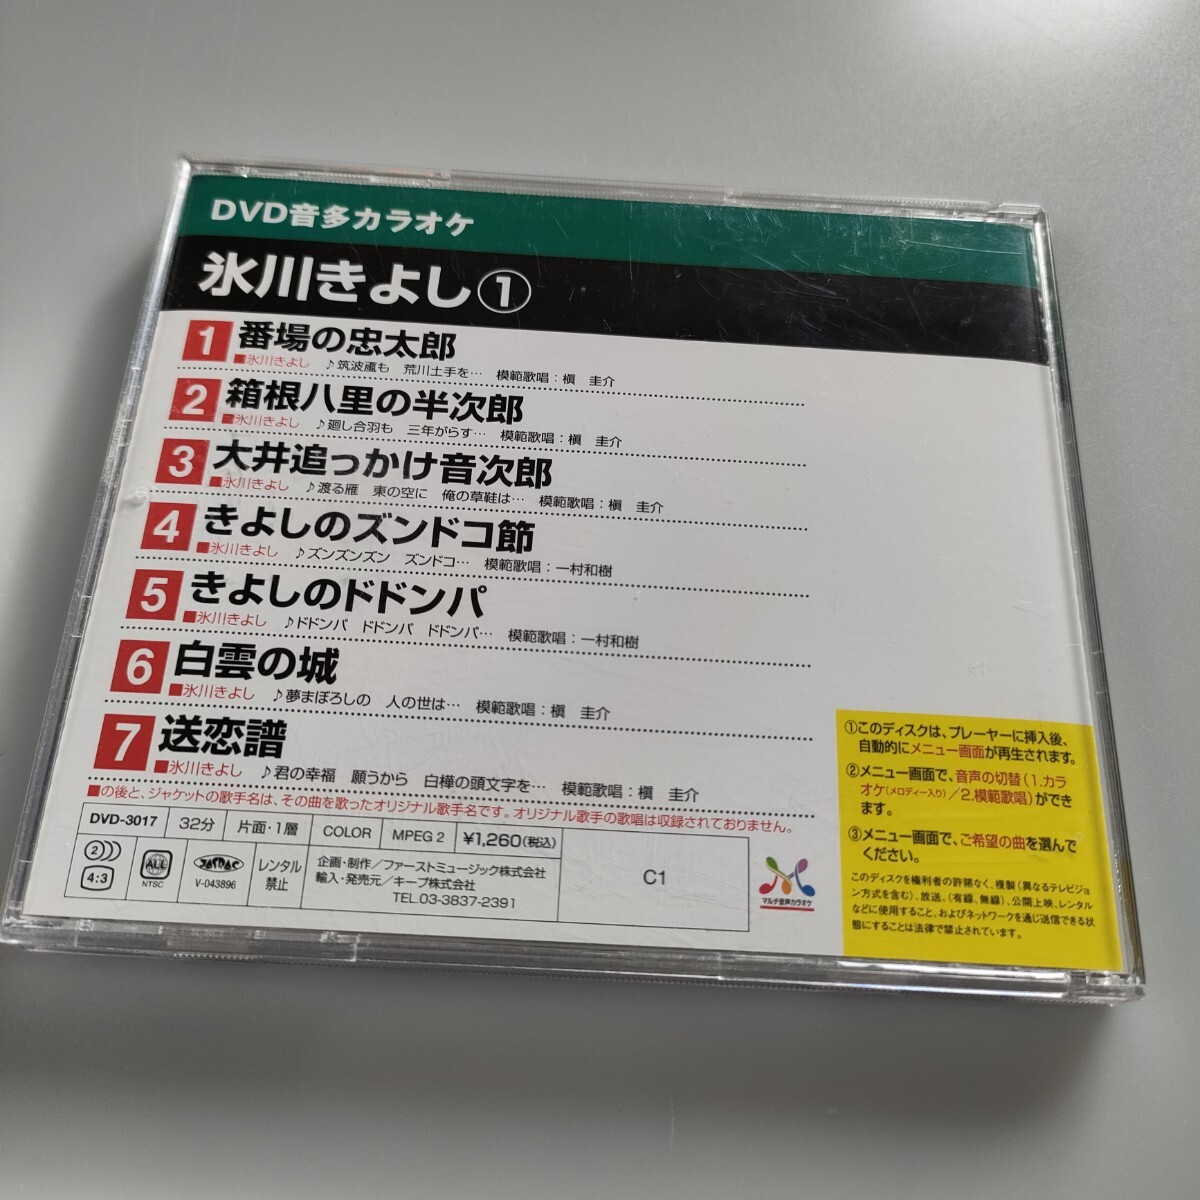 DVD音多カラオケ
氷川きよし①
1 番場の忠太郎
■氷川きよし ♪筑波颪も 荒川土手を… 模範歌唱：槇 圭介
2 箱根八里の半次郎
■氷川きよし ♪廻し合羽も 三年がらす… 模範歌唱：槇 圭介
3 大井追っかけ音次郎
■氷川きよし ♪渡る雁 東の空に 俺の草鞋は… 模範歌唱：槇 圭介
4 きよしのズンドコ節
■氷川きよし ♪ズンズンズン ズンドコ… 模範歌唱：一村和樹
5 きよしのドドンパ
■氷川きよし ♪ドドンパ ドドンパ ドドンパ… 模範歌唱：一村和樹
6 白雲の城
■氷川きよし ♪夢まぼろしの 人の世は… 模範歌唱：槇 圭介
7 送恋譜
■氷川きよし ♪君の幸福 願うから 白樺の頭文字を… 模範歌唱：槇 圭介
■の後と、ジャケットの歌手名は、その曲を歌ったオリジナル歌手名です。オリジナル歌手の歌唱は収録されておりません。
DVD-3017 32分 片面・1層 COLOR MPEG 2 ¥1,260(税込)
2 4:3 ALL NTSC JASRAC V-043896 レンタル禁止
企画・制作／ファーストミュージック株式会社
輸入・発売元／キープ株式会社
TEL.03-3837-2391
C1
マルチ音声カラオケ
①このディスクは、プレーヤーに挿入後、
自動的にメニュー画面が再生されます。
②メニュー画面で、音声の切替（1.カラ
オケ（メロディー入り）／2.模範歌唱）ができ
ます。
③メニュー画面で、ご希望の曲を選んで
ください。
このディスクを権利者の許諾なく、複製（異なるテレビジョ
ン方式を含む）、放送、（有線、無線）、公開上映、レンタル
などに使用すること、およびネットワークを通じ送信できる状
態にすることは法律で禁止されています。